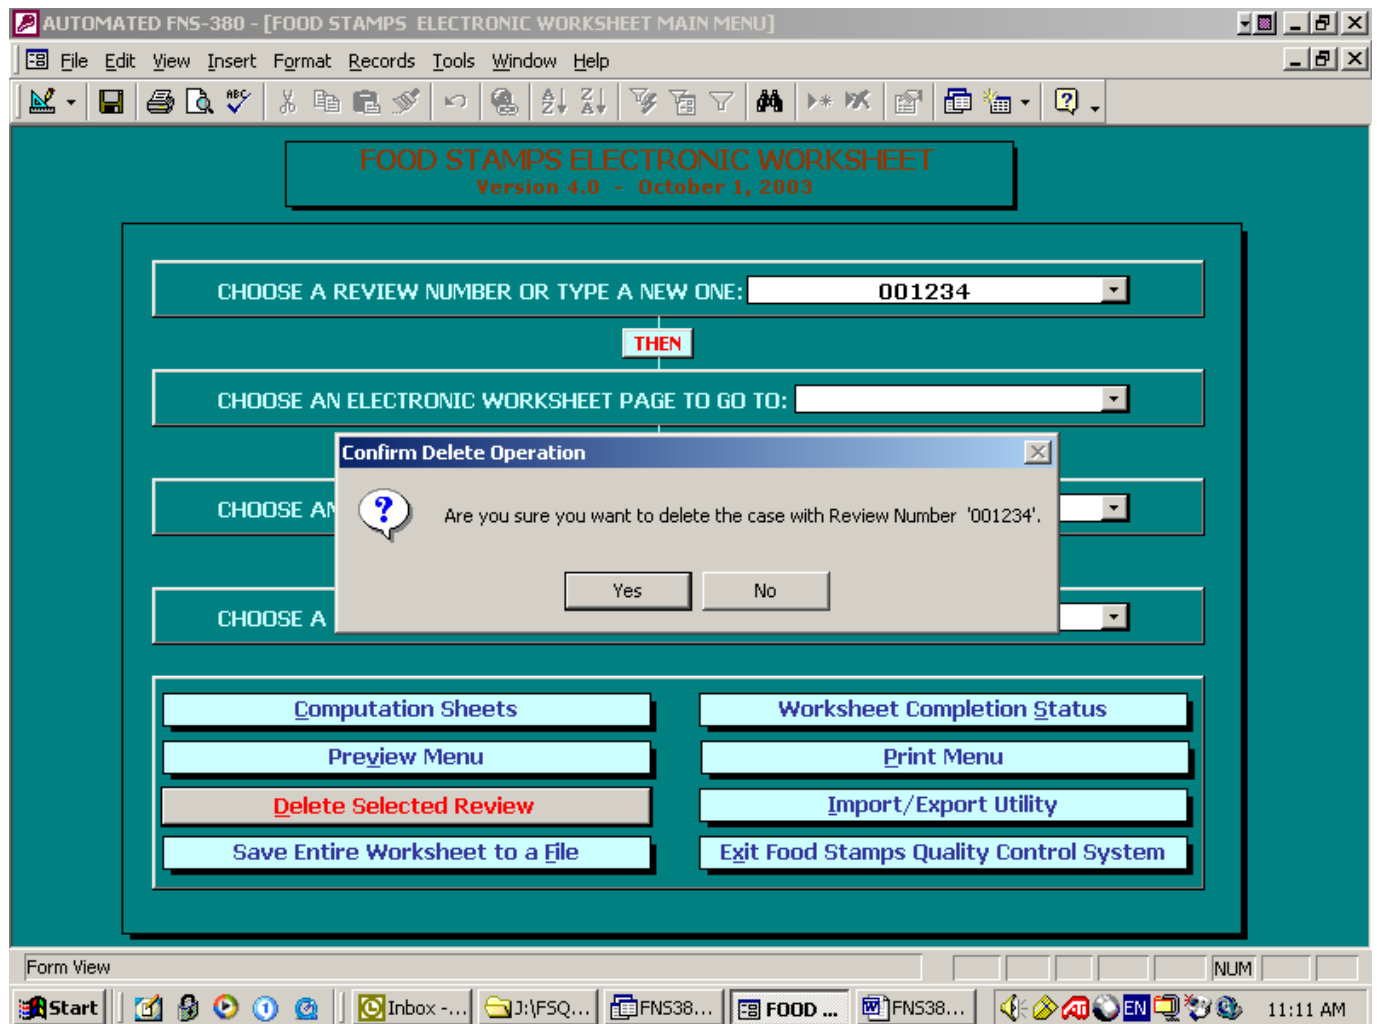 AUTOMATED FNS-380 - [FOOD STAMPS ELECTRONIC WORKSHEET MAIN MENU]
File Edit View Insert Format Records Tools Window Help
FOOD STAMPS ELECTRONIC WORKSHEET
Version 4.0 - October 1, 2003
CHOOSE A REVIEW NUMBER OR TYPE A NEW ONE: 001234
THEN
CHOOSE AN ELECTRONIC WORKSHEET PAGE TO GO TO:
Confirm Delete Operation
CHOOSE AN
Are you sure you want to delete the case with Review Number '001234'.
Yes No
CHOOSE A
Computation Sheets Worksheet Completion Status
Preview Menu Print Menu
Delete Selected Review Import/Export Utility
Save Entire Worksheet to a File Exit Food Stamps Quality Control System
Form View NUM
Start Inbox -... J:\FSQ... FNS38... FOOD ... FNS38... EN 11:11 AM